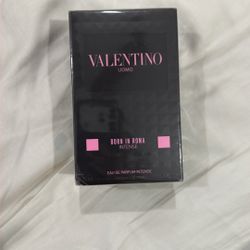 VALENTINO
UOMO
BORN IN ROMA
INTENSE
EAU DE PARFUM INTENSE